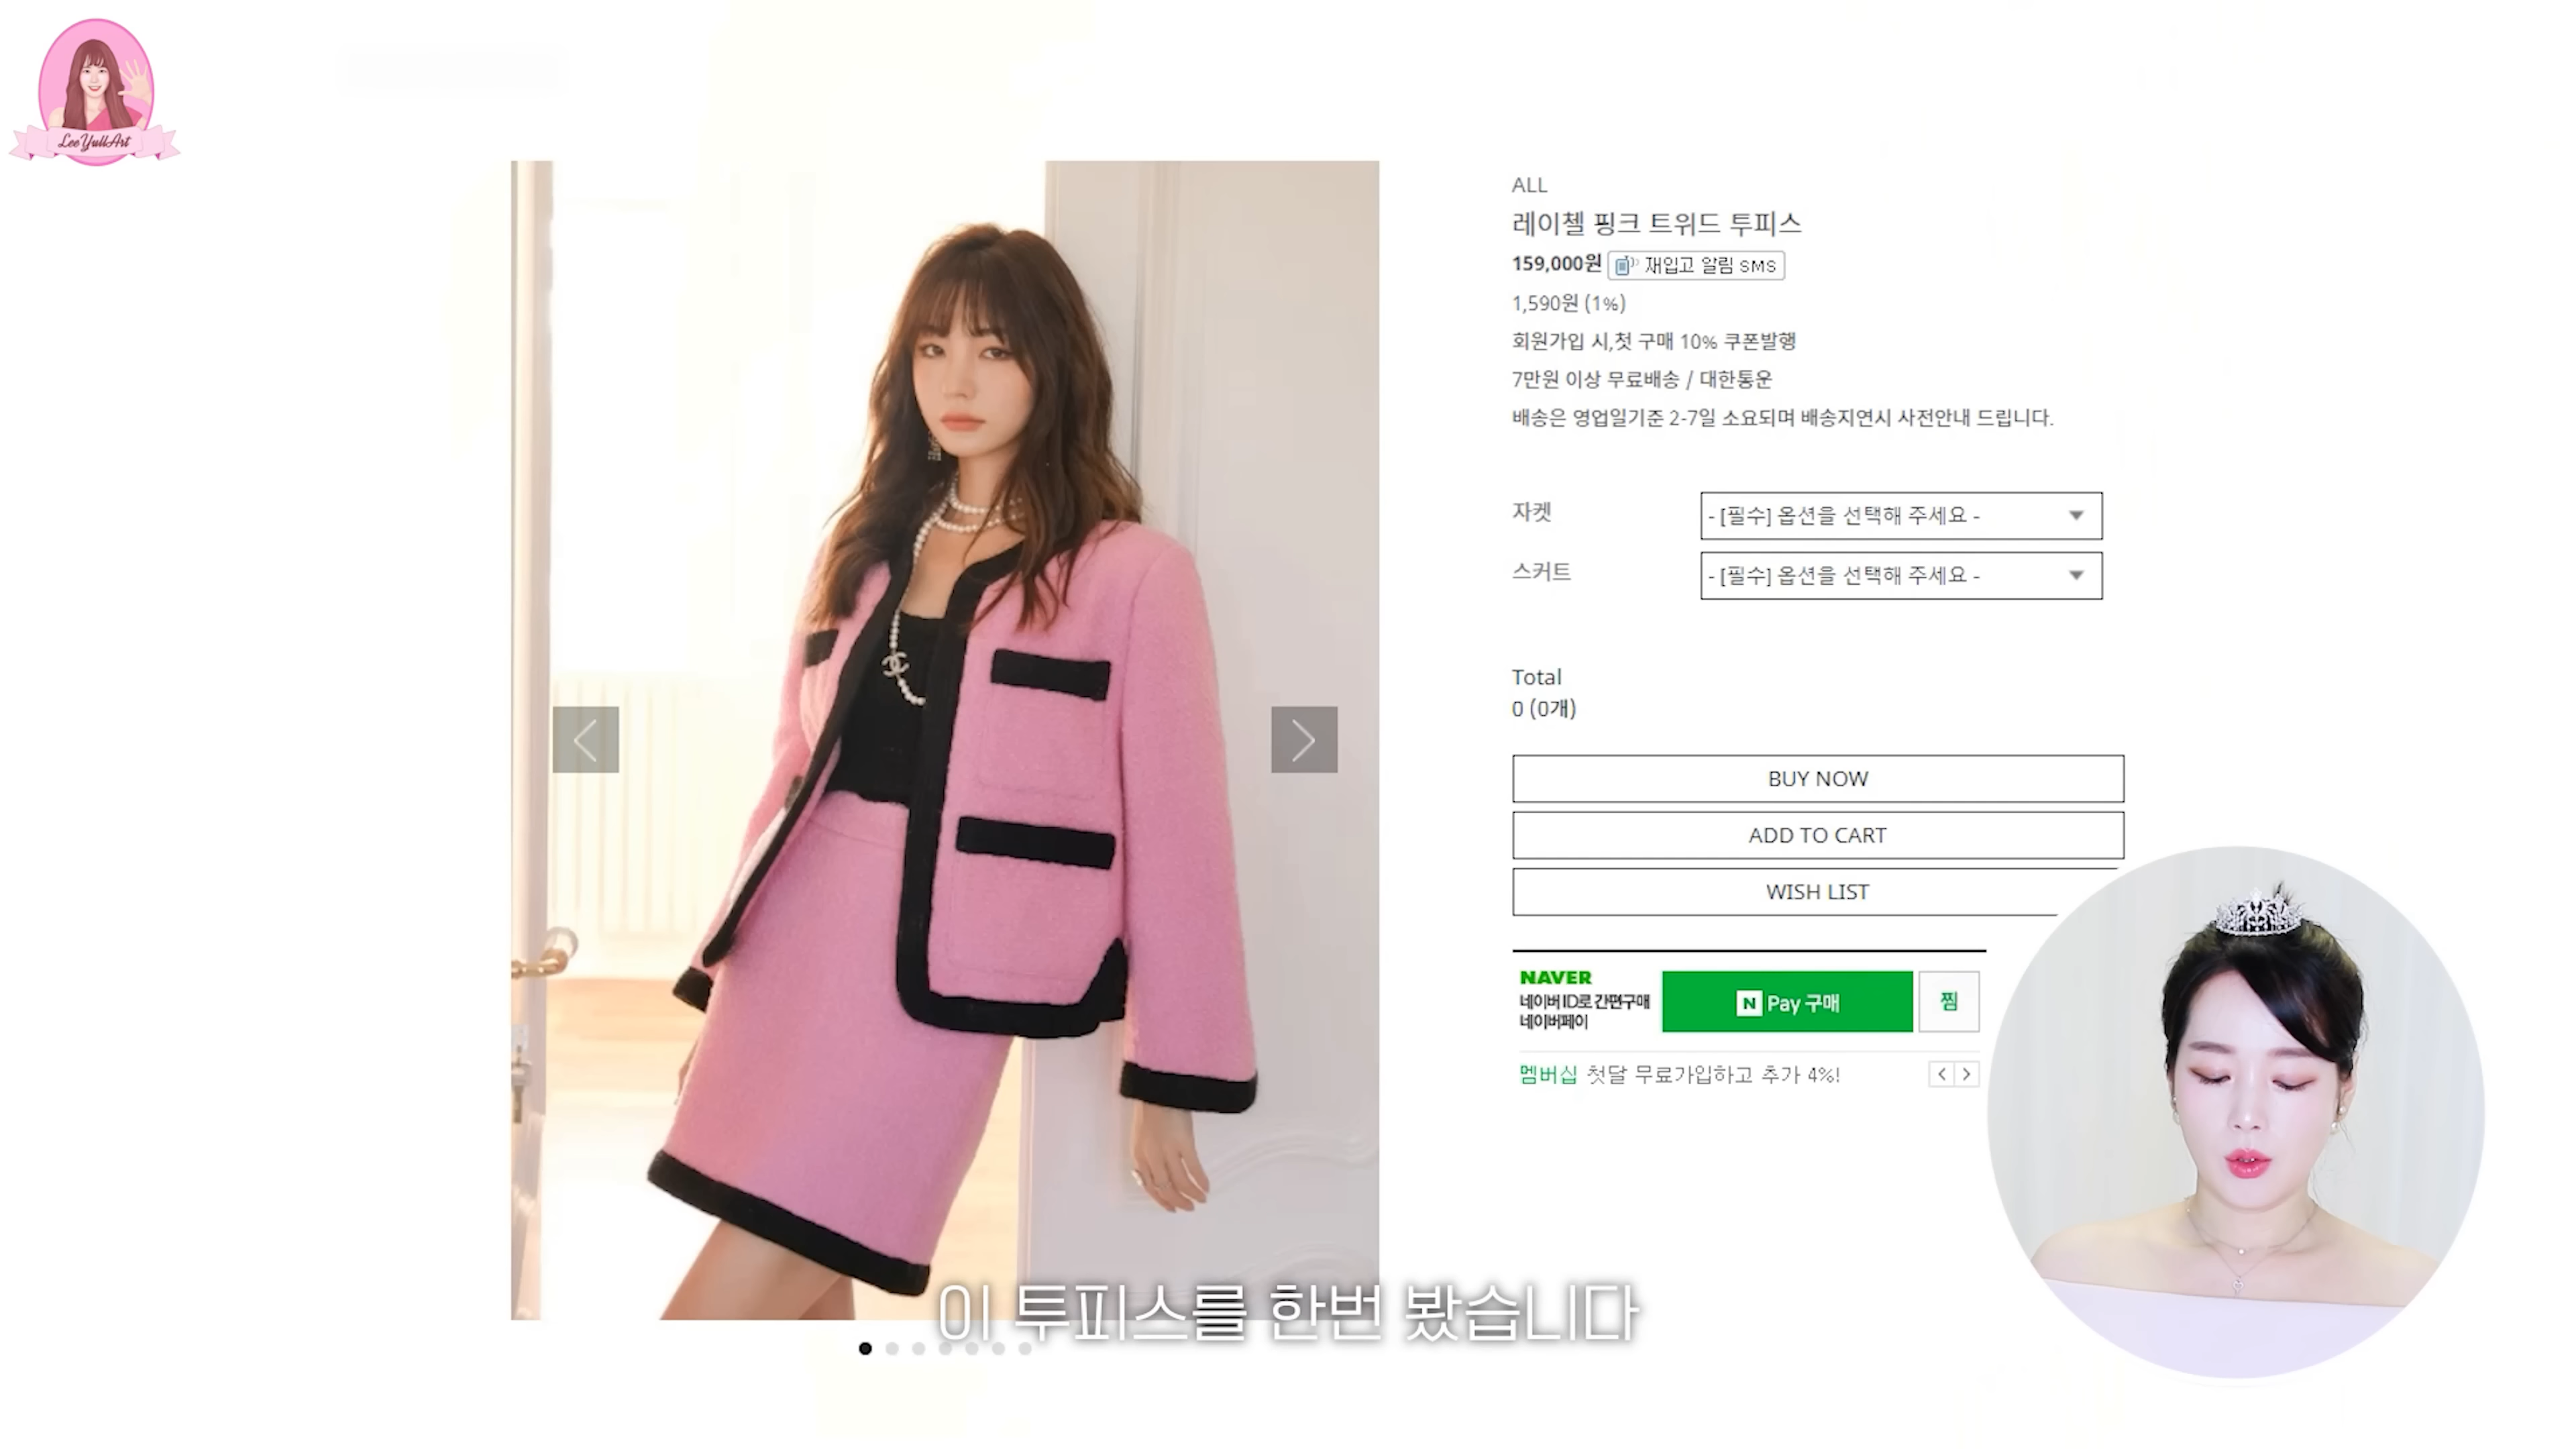 LeeYullArt
ALL
레이첼 핑크 트위드 투피스
159,000원 재입고 알림 SMS
1,590원 (1%)
회원가입 시,첫 구매 10% 쿠폰발행
7만원 이상 무료배송 / 대한통운
배송은 영업일기준 2-7일 소요되며 배송지연시 사전안내 드립니다.
자켓 - [필수] 옵션을 선택해 주세요 -
스커트 - [필수] 옵션을 선택해 주세요 -
Total
0 (0개)
BUY NOW
ADD TO CART
WISH LIST
NAVER
네이버 ID로 간편구매
네이버페이
N Pay 구매
찜
멤버십 첫달 무료가입하고 추가 4%!
이 투피스를 한번 봤습니다